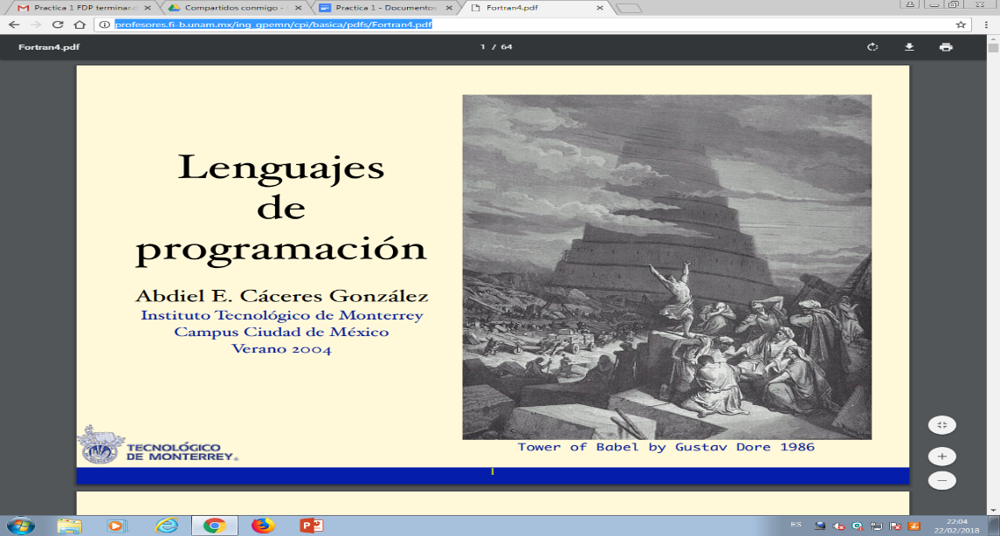 Practica 1 FDP terminar.
Compartidos conmigo -
Practica 1 - Documentos
Fortran4.pdf
profesores.fi-b.unam.mx/ing_gpemn/cpi/basica/pdfs/Fortran4.pdf
Fortran4.pdf
1 / 64
Lenguajes
de
programación
Abdiel E. Cáceres González
Instituto Tecnológico de Monterrey
Campus Ciudad de México
Verano 2004
Tower of Babel by Gustav Dore 1986
TECNOLÓGICO
DE MONTERREY®
1
ES
22:04
22/02/2018